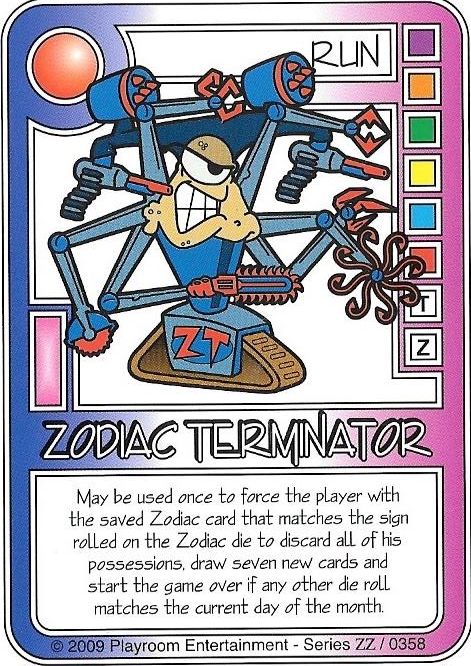 RUN
T
Z
ZT
ZODIAC TERMINATOR
May be used once to force the player with
the saved Zodiac card that matches the sign
rolled on the Zodiac die to discard all of his
possessions, draw seven new cards and
start the game over if any other die roll
matches the current day of the month.
© 2009 Playroom Entertainment - Series ZZ / 0358